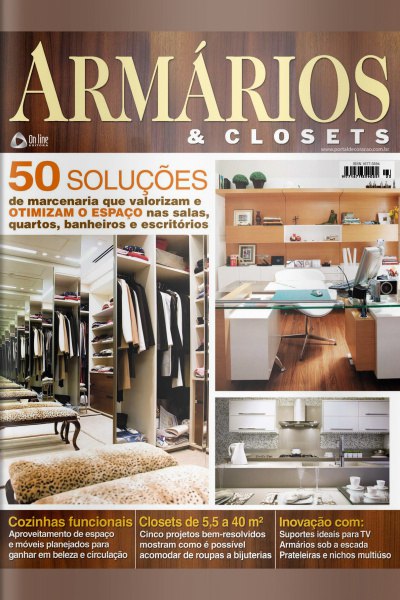 ARMÁRIOS
& CLOSETS
On line
EDITORA
www.portaldecoracao.com.br
50 SOLUÇÕES
de marcenaria que valorizam e
OTIMIZAM O ESPAÇO nas salas,
quartos, banheiros e escritórios
Cozinhas funcionais
Aproveitamento de espaço
e móveis planejados para
ganhar em beleza e circulação
Closets de 5,5 a 40 m²
Cinco projetos bem-resolvidos
mostram como é possível
acomodar de roupas a bijuterias
Inovação com:
Suportes ideais para TV
Armários sob a escada
Prateleiras e nichos multiúso